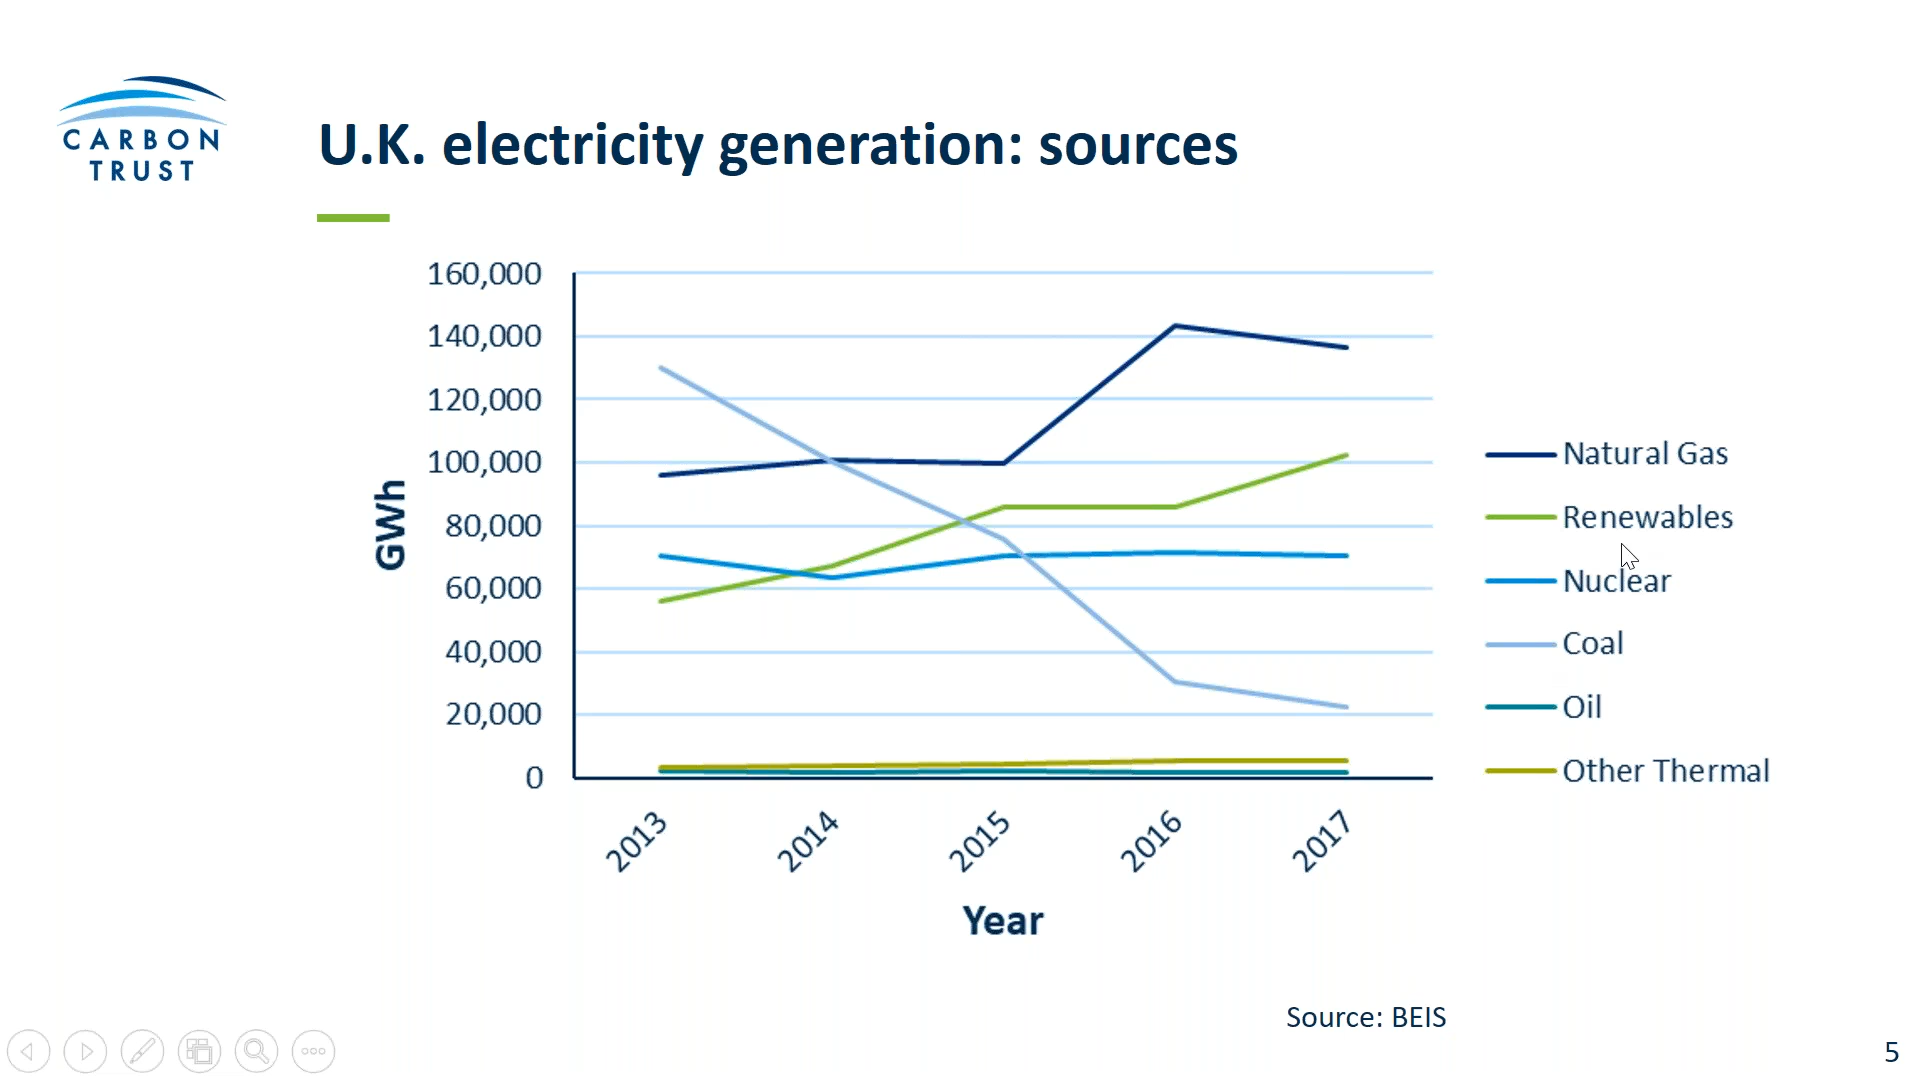 CARBON
TRUST
U.K. electricity generation: sources
160,000
140,000
120,000
100,000
80,000
60,000
40,000
20,000
0
GWh
2013
2014
2015
2016
2017
Year
Natural Gas
Renewables
Nuclear
Coal
Oil
Other Thermal
Source: BEIS
5